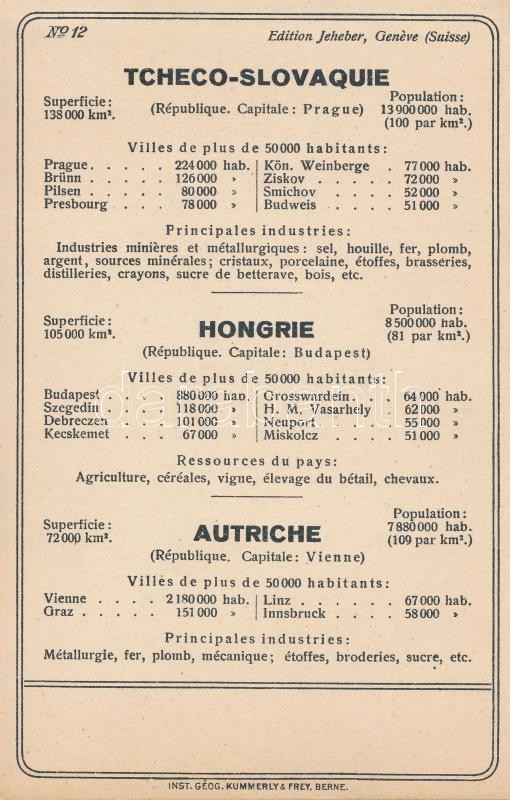 Nº 12
Edition Jeheber, Genève (Suisse)
TCHECO-SLOVAQUIE
Superficie:
138 000 km².
(République. Capitale: Prague)
Population:
13 900 000 hab.
(100 par km².)
Villes de plus de 50 000 habitants:
Prague . . . . . 224 000 hab. | Kön. Weinberge . 77 000 hab.
Brünn . . . . . 126 000 » | Ziskov . . . . . 72 000 »
Pilsen . . . . . 80 000 » | Smichov . . . . 52 000 »
Presbourg . . . . 78 000 » | Budweis . . . . 51 000 »
Principales industries:
Industries minières et métallurgiques: sel, houille, fer, plomb,
argent, sources minérales; cristaux, porcelaine, étoffes, brasséries,
distilleries, crayons, sucre de betterave, bois, etc.
Superficie:
105 000 km².
HONGRIE
(République. Capitale: Budapest)
Population:
8 500 000 hab.
(81 par km².)
Villes de plus de 50 000 habitants:
Budapest . . . . 880 000 hab. | Grosswardein . . 64 000 hab.
Szegedin . . . . 118 000 » | H. M. Vasarhely . 62 000 »
Debreczen . . . 101 000 » | Neuport . . . . 55 000 »
Kecskemet . . . 67 000 » | Miskolcz . . . . 51 000 »
darabanth
Ressources du pays:
Agriculture, céréales, vigne, élevage du bétail, chevaux.
Superficie:
72 000 km².
AUTRICHE
(République. Capitale: Vienne)
Population:
7 880 000 hab.
(109 par km².)
Villes de plus de 50 000 habitants:
Vienne . . . . 2 180 000 hab. | Linz . . . . . . 67 000 hab.
Graz . . . . . 151 000 » | Innsbruck . . . . 58 000 »
Principales industries:
Métallurgie, fer, plomb, mécanique; étoffes, broderies, sucre, etc.
INST. GÉOG. KUMMERLY & FREY, BERNE.